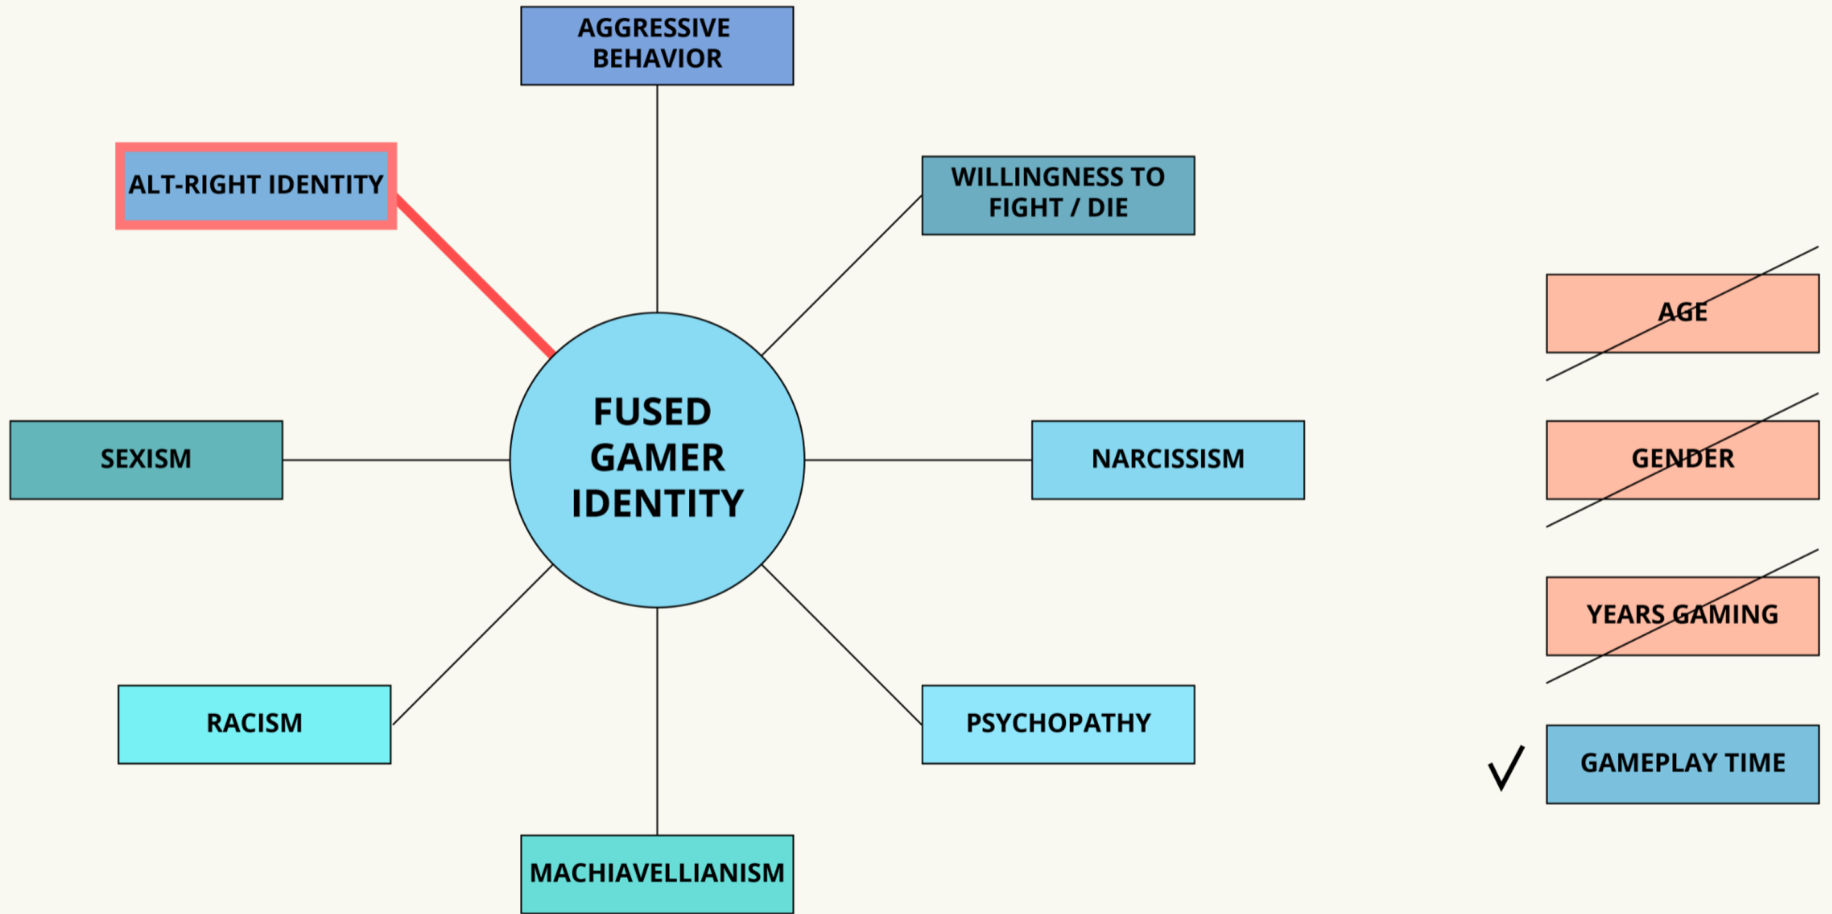 AGGRESSIVE
BEHAVIOR
ALT-RIGHT IDENTITY
WILLINGNESS TO
FIGHT / DIE
SEXISM
FUSED
GAMER
IDENTITY
NARCISSISM
RACISM
PSYCHOPATHY
MACHIAVELLIANISM
AGE
GENDER
YEARS GAMING
GAMEPLAY TIME